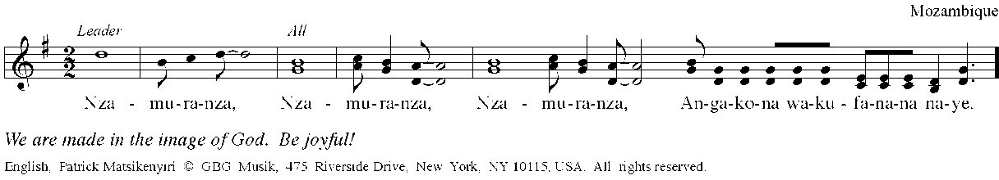 Mozambique
Leader All
2
2
Nza - mu-ra-nza, Nza - mu-ra-nza, Nza - mu-ra-nza, An-ga-ko-na wa-ku-fa-na-na na-ye.
We are made in the image of God. Be joyful!
English, Patrick Matsikenyiri © GBG Musik, 475 Riverside Drive, New York, NY 10115, USA. All rights reserved.